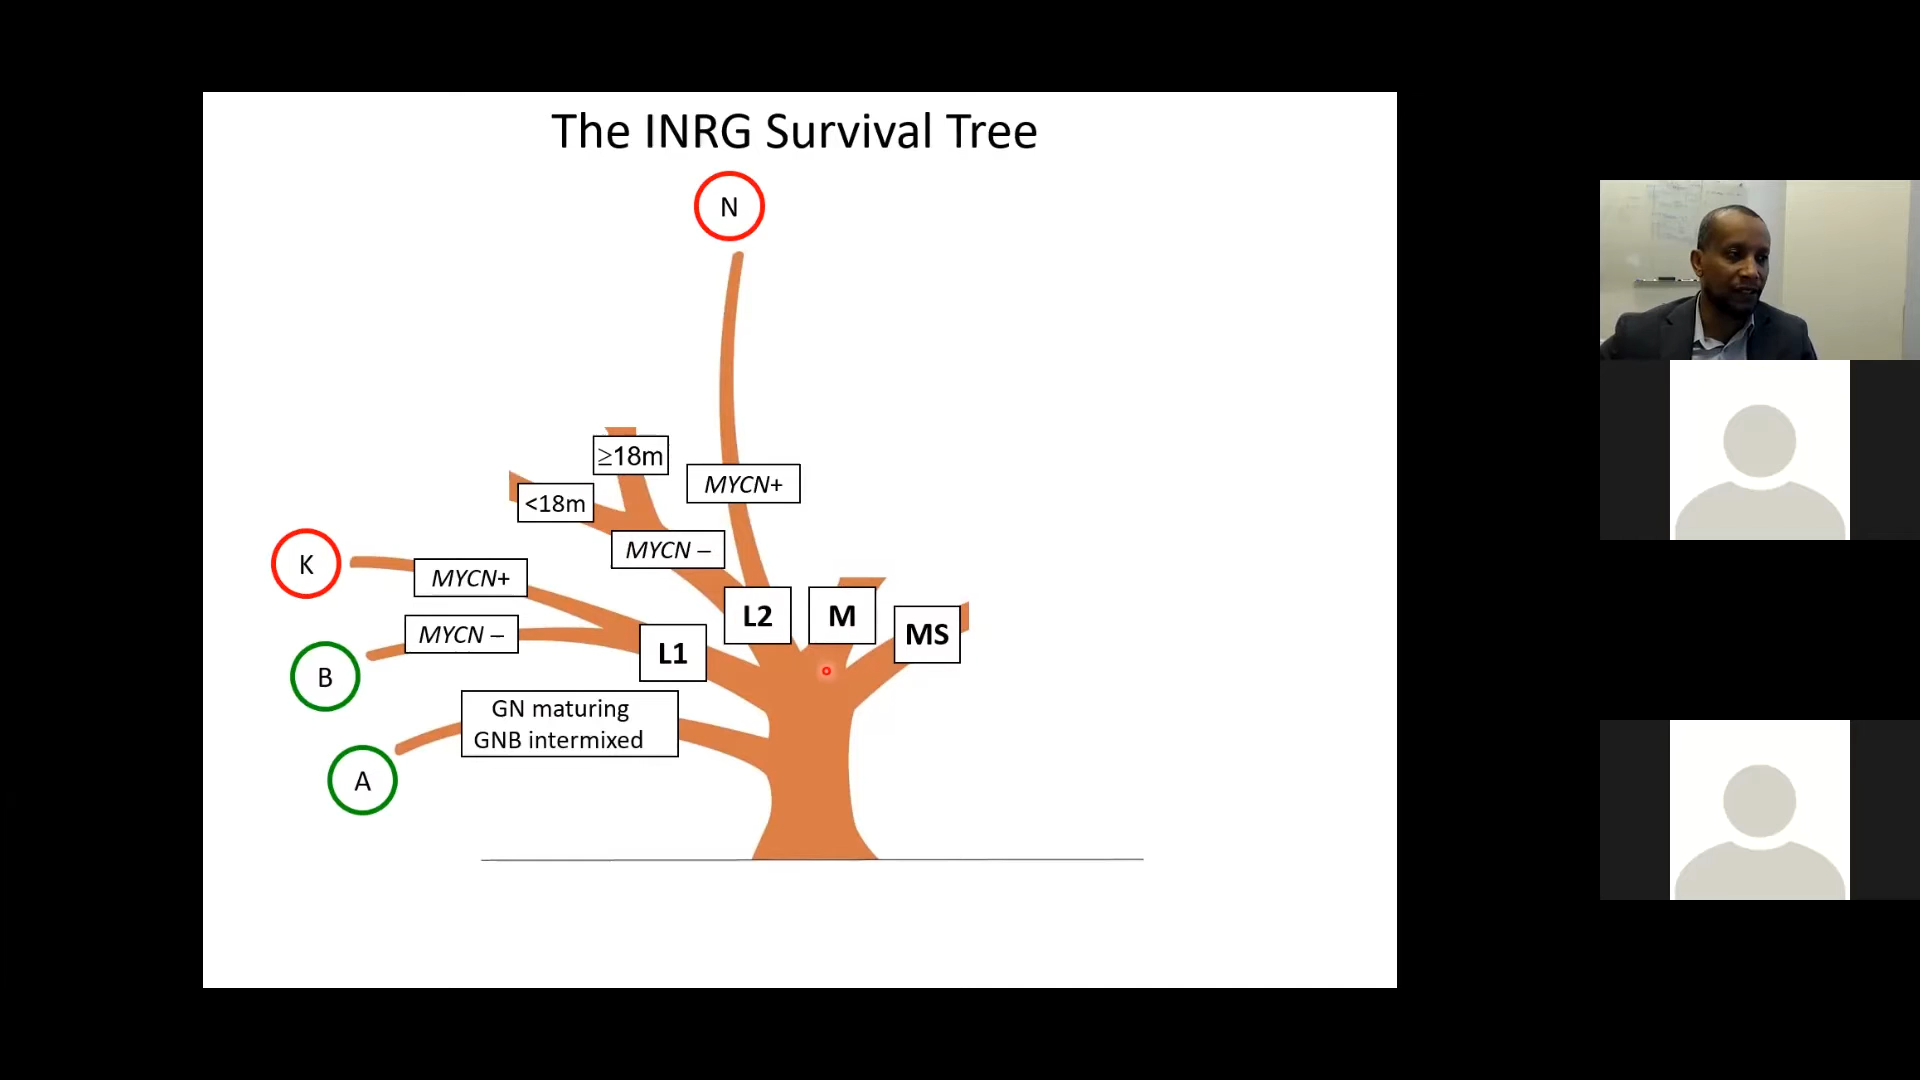 The INRG Survival Tree
N
≥18m
MYCN+
<18m
MYCN –
K
MYCN+
L2
M
MS
MYCN –
L1
B
GN maturing
GNB intermixed
A